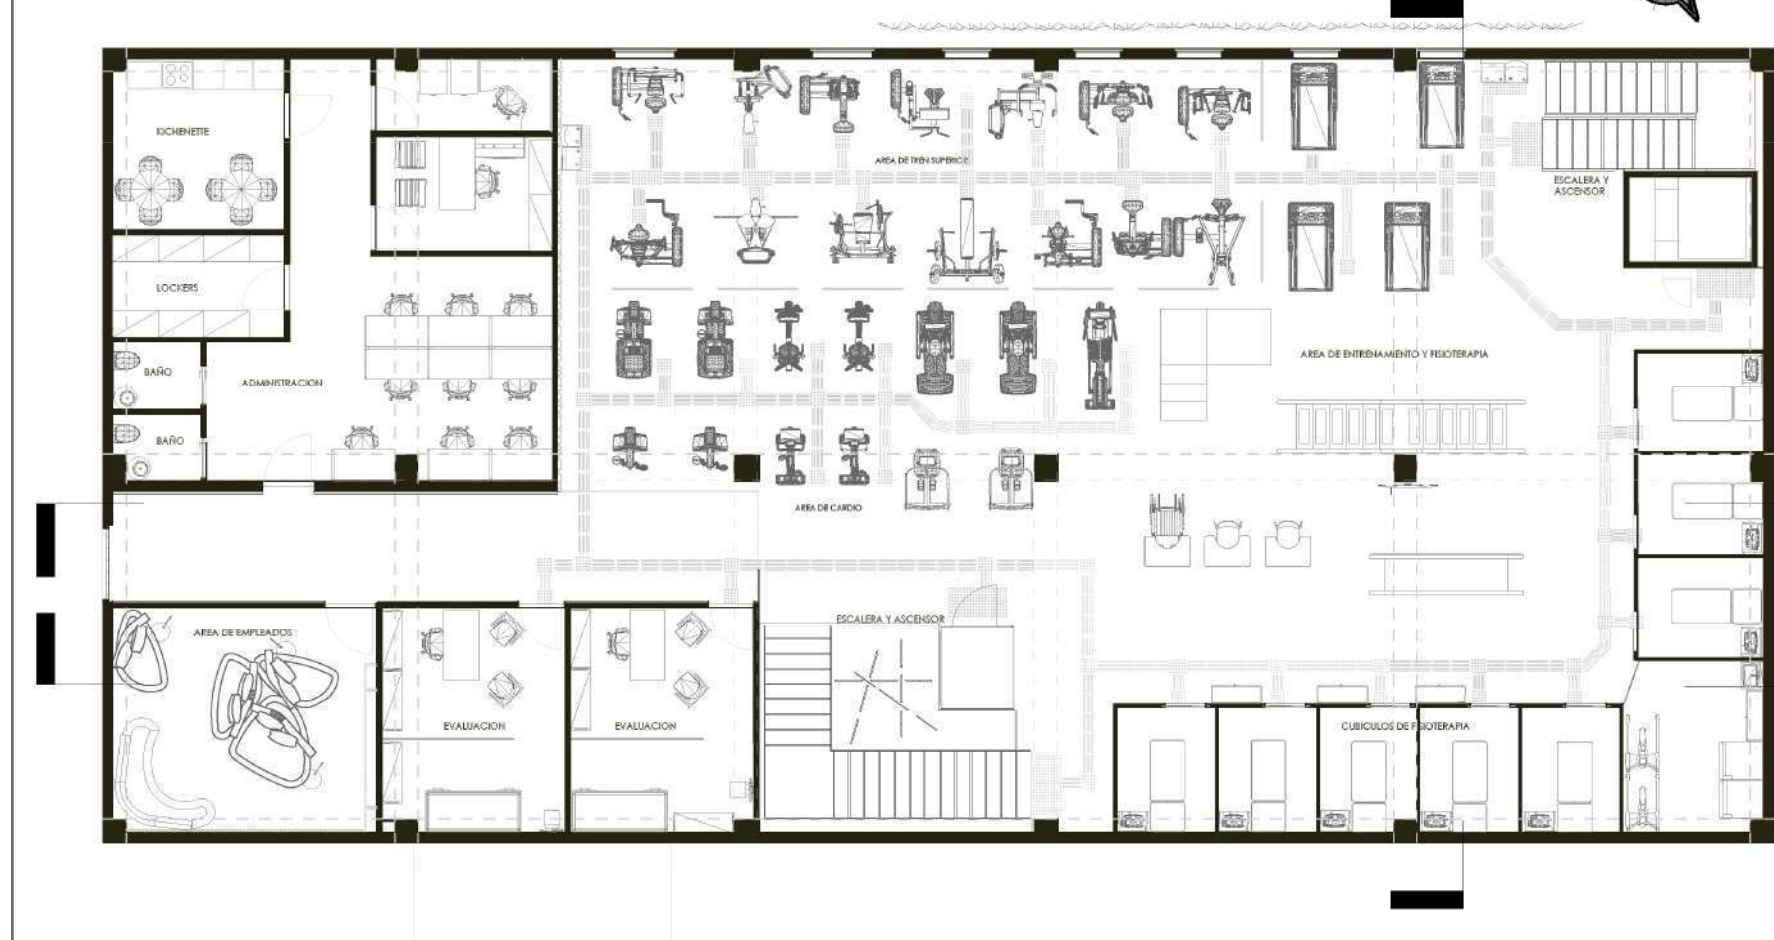 KICHENETTE
AREA DE TREN SUPERIOR
ESCALERA Y
ASCENSOR
LOCKERS
BAÑO
ADMINISTRACION
AREA DE ENTRENAMIENTO Y FISIOTERAPIA
BAÑO
AREA DE CARDIO
AREA DE EMPLEADOS
ESCALERA Y ASCENSOR
EVALUACION
EVALUACION
CUBICULOS DE FISIOTERAPIA